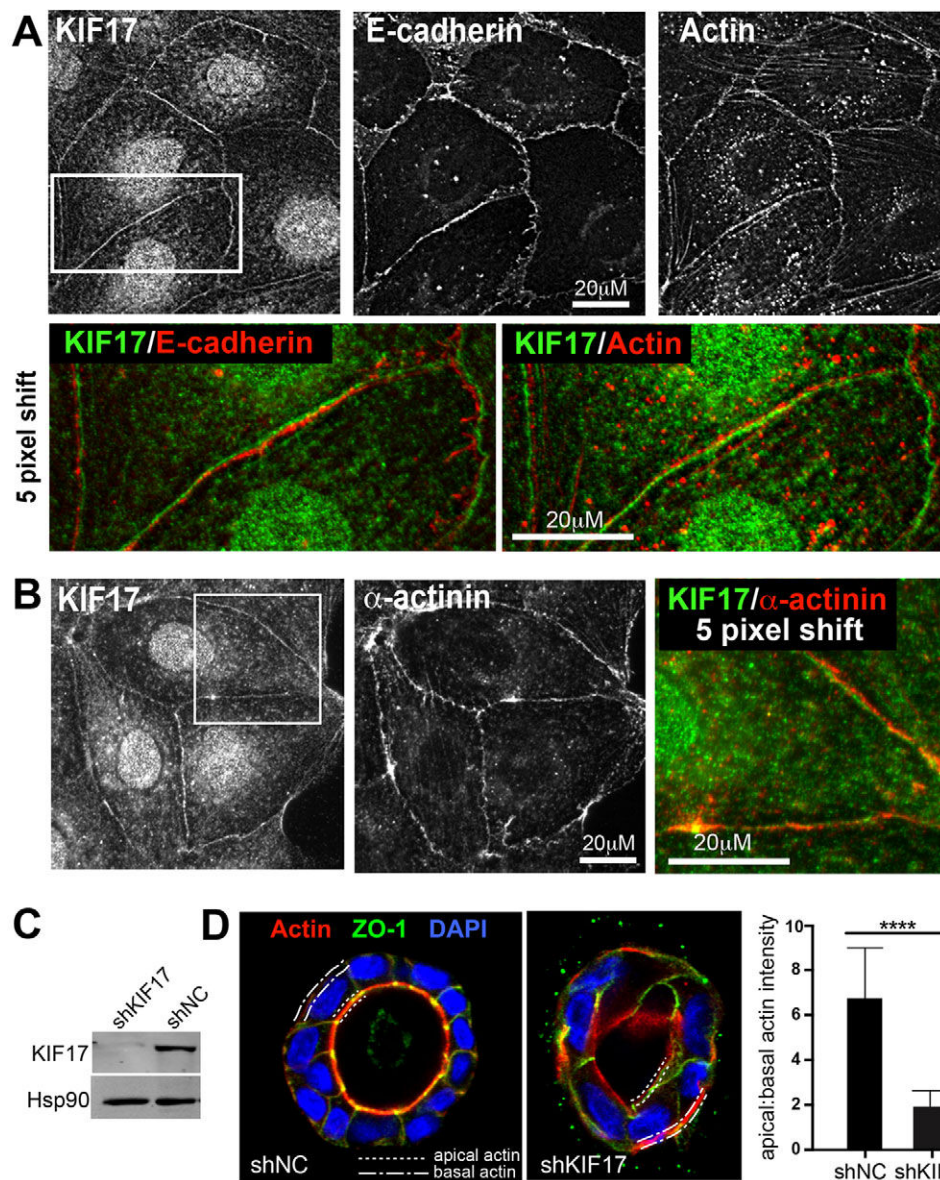 A
KIF17
E-cadherin
Actin
20μM
5 pixel shift
KIF17/E-cadherin
KIF17/Actin
20μM
B
KIF17
α-actinin
KIF17/α-actinin
5 pixel shift
20μM
20μM
C
shKIF17
shNC
KIF17
Hsp90
D
Actin ZO-1 DAPI
shNC
apical actin
basal actin
shKIF17
apical:basal actin intensity
****
10
8
6
4
2
0
shNC